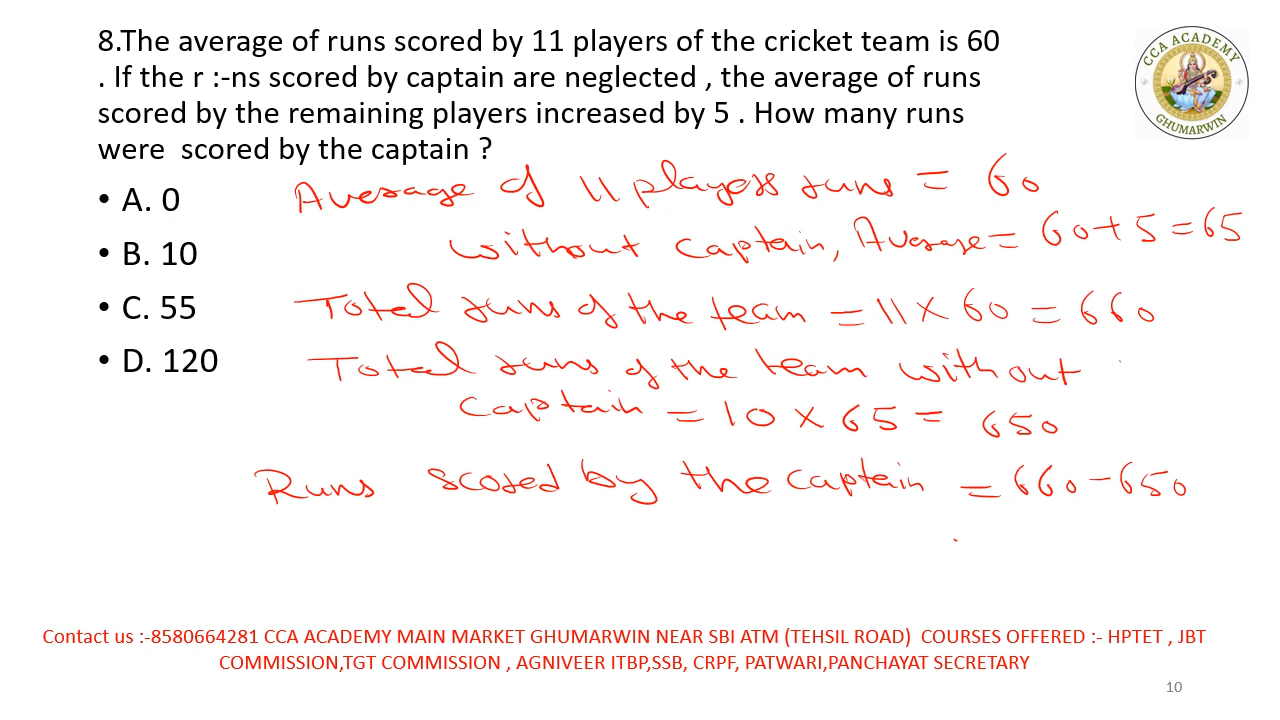 8.The average of runs scored by 11 players of the cricket team is 60
. If the r :-ns scored by captain are neglected , the average of runs
scored by the remaining players increased by 5 . How many runs
were scored by the captain ?
• A. 0
• B. 10
• C. 55
• D. 120
Average of 11 players runs = 60
without captain, Average = 60+5=65
Total runs of the team = 11 × 60 = 660
Total runs of the team without
captain = 10 × 65 = 650
Runs scored by the captain = 660-650
CCA ACADEMY
GHUMARWIN
Contact us :-8580664281 CCA ACADEMY MAIN MARKET GHUMARWIN NEAR SBI ATM (TEHSIL ROAD) COURSES OFFERED :- HPTET , JBT
COMMISSION,TGT COMMISSION , AGNIVEER ITBP,SSB, CRPF, PATWARI,PANCHAYAT SECRETARY
10